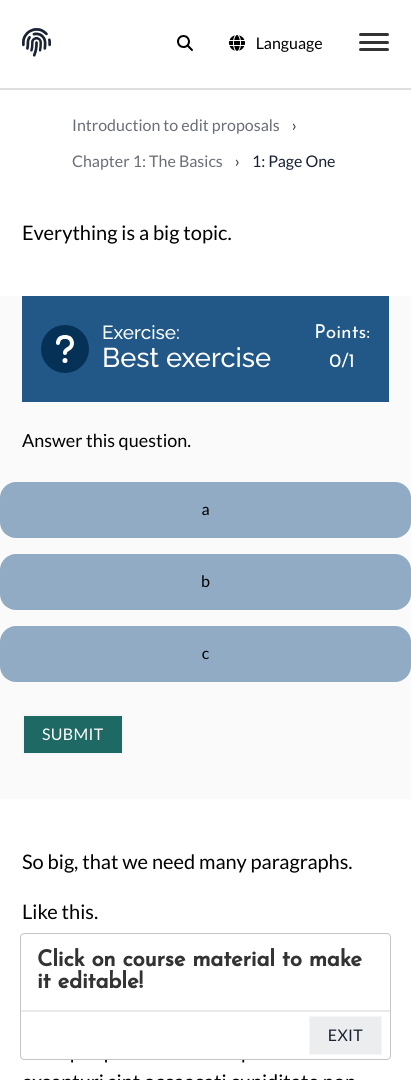 Language
Introduction to edit proposals ›
Chapter 1: The Basics › 1: Page One
Everything is a big topic.
?
Exercise:
Best exercise
Points:
0/1
Answer this question.
a
b
c
SUBMIT
So big, that we need many paragraphs.
Like this.
Click on course material to make
it editable!
EXIT